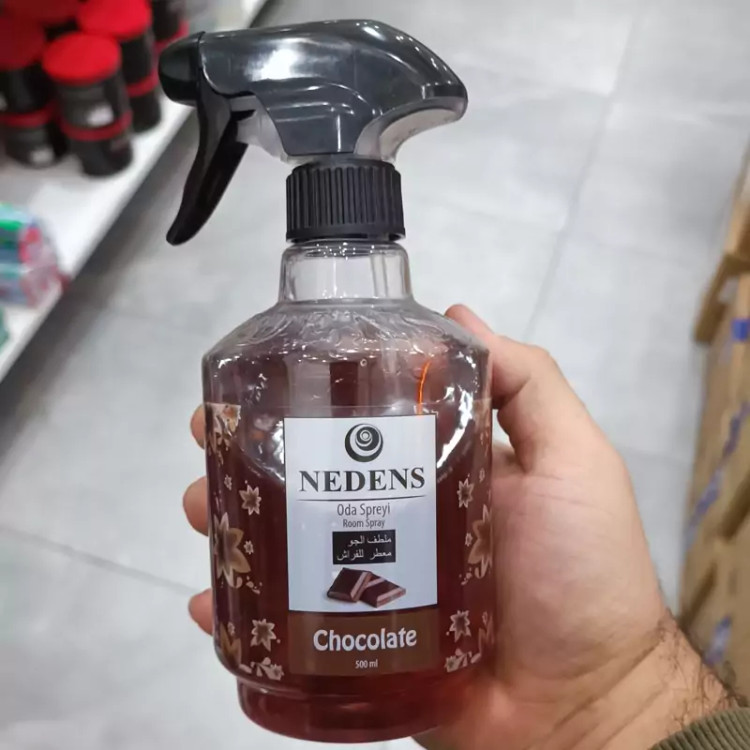 NEDENS
Oda Spreyi
Room Spray
ملطف الجو
معطر للفراش
Chocolate
500 ml